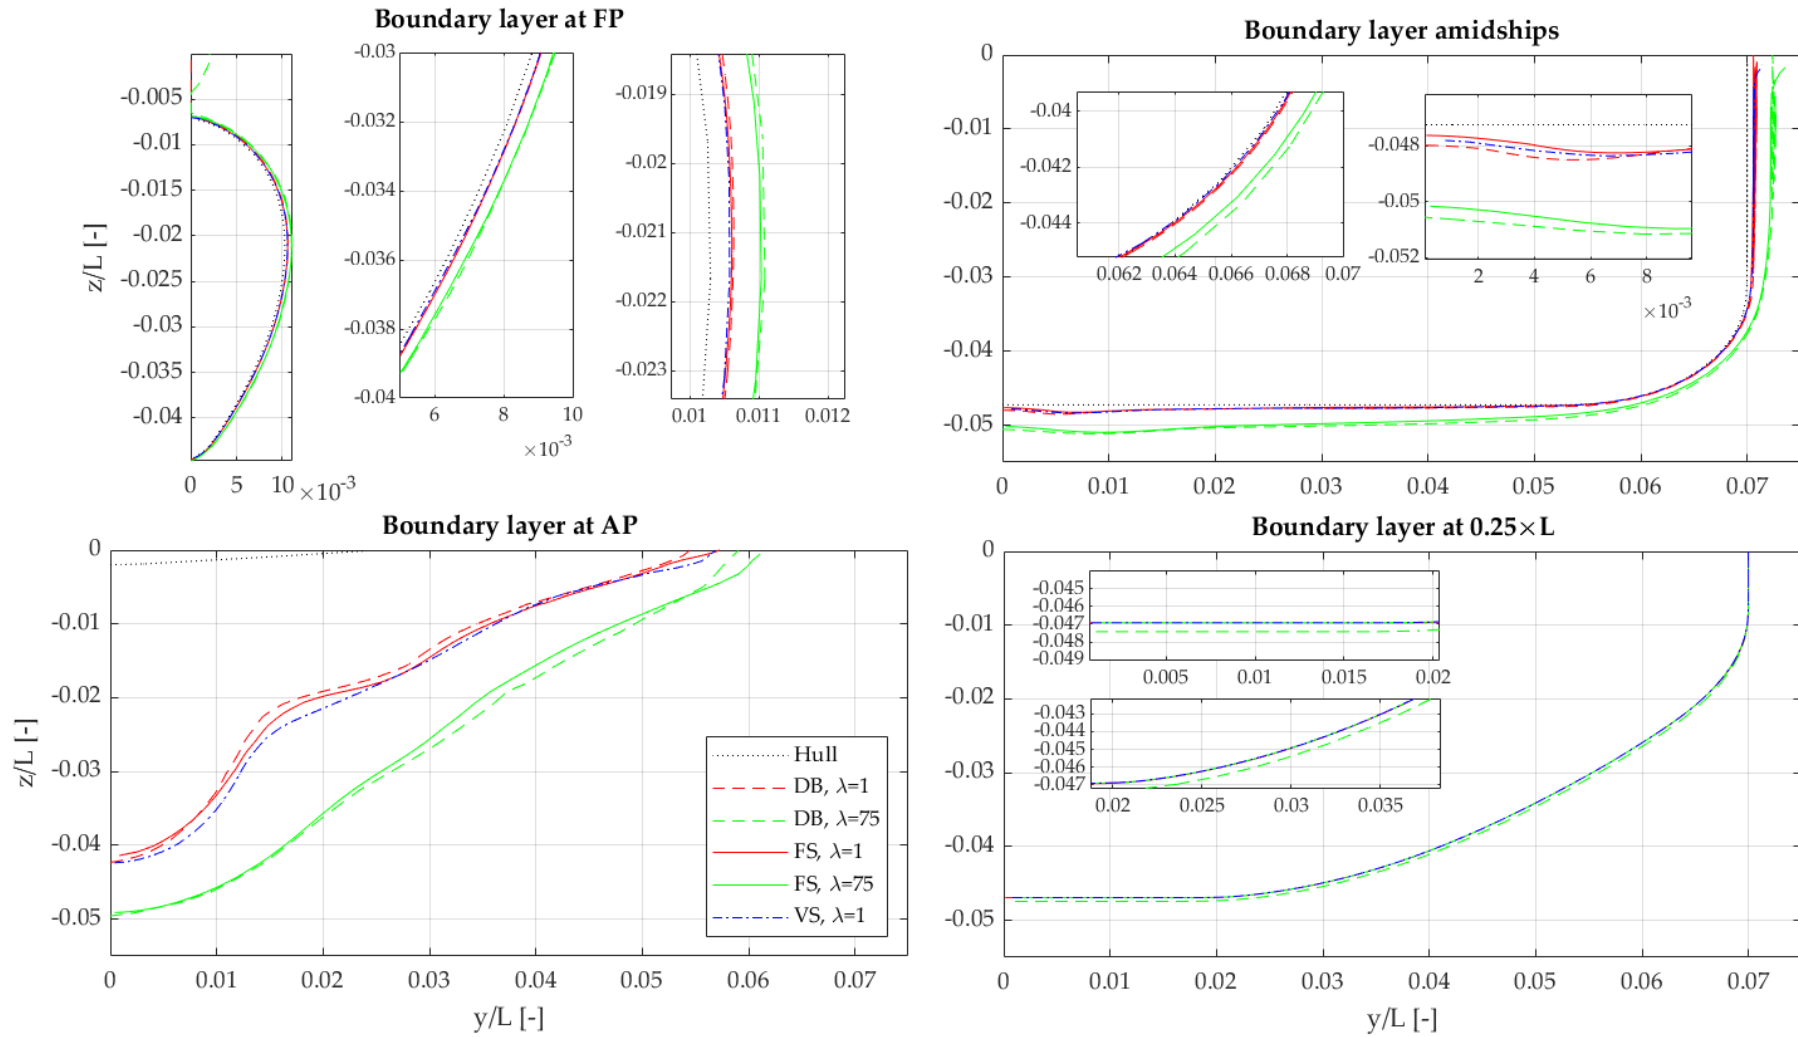 Boundary layer at FP
-0.005
-0.01
-0.015
-0.02
-0.025
-0.03
-0.035
-0.04
z/L [-]
0 5 10 ×10-3
-0.03
-0.032
-0.034
-0.036
-0.038
-0.04
6 8 10
×10-3
-0.019
-0.02
-0.021
-0.022
-0.023
0.01 0.011 0.012
Boundary layer amidships
0
-0.01
-0.02
-0.03
-0.04
-0.05
0 0.01 0.02 0.03 0.04 0.05 0.06 0.07
-0.04
-0.042
-0.044
0.062 0.064 0.066 0.068 0.07
-0.048
-0.05
-0.052
2 4 6 8
×10-3
Boundary layer at AP
0
-0.01
-0.02
-0.03
-0.04
-0.05
z/L [-]
0 0.01 0.02 0.03 0.04 0.05 0.06 0.07
y/L [-]
Hull
DB, λ=1
DB, λ=75
FS, λ=1
FS, λ=75
VS, λ=1
Boundary layer at 0.25×L
0
-0.01
-0.02
-0.03
-0.04
-0.05
0 0.01 0.02 0.03 0.04 0.05 0.06 0.07
y/L [-]
-0.045
-0.046
-0.047
-0.048
-0.049
0.005 0.01 0.015 0.02
-0.043
-0.044
-0.045
-0.046
-0.047
0.02 0.025 0.03 0.035